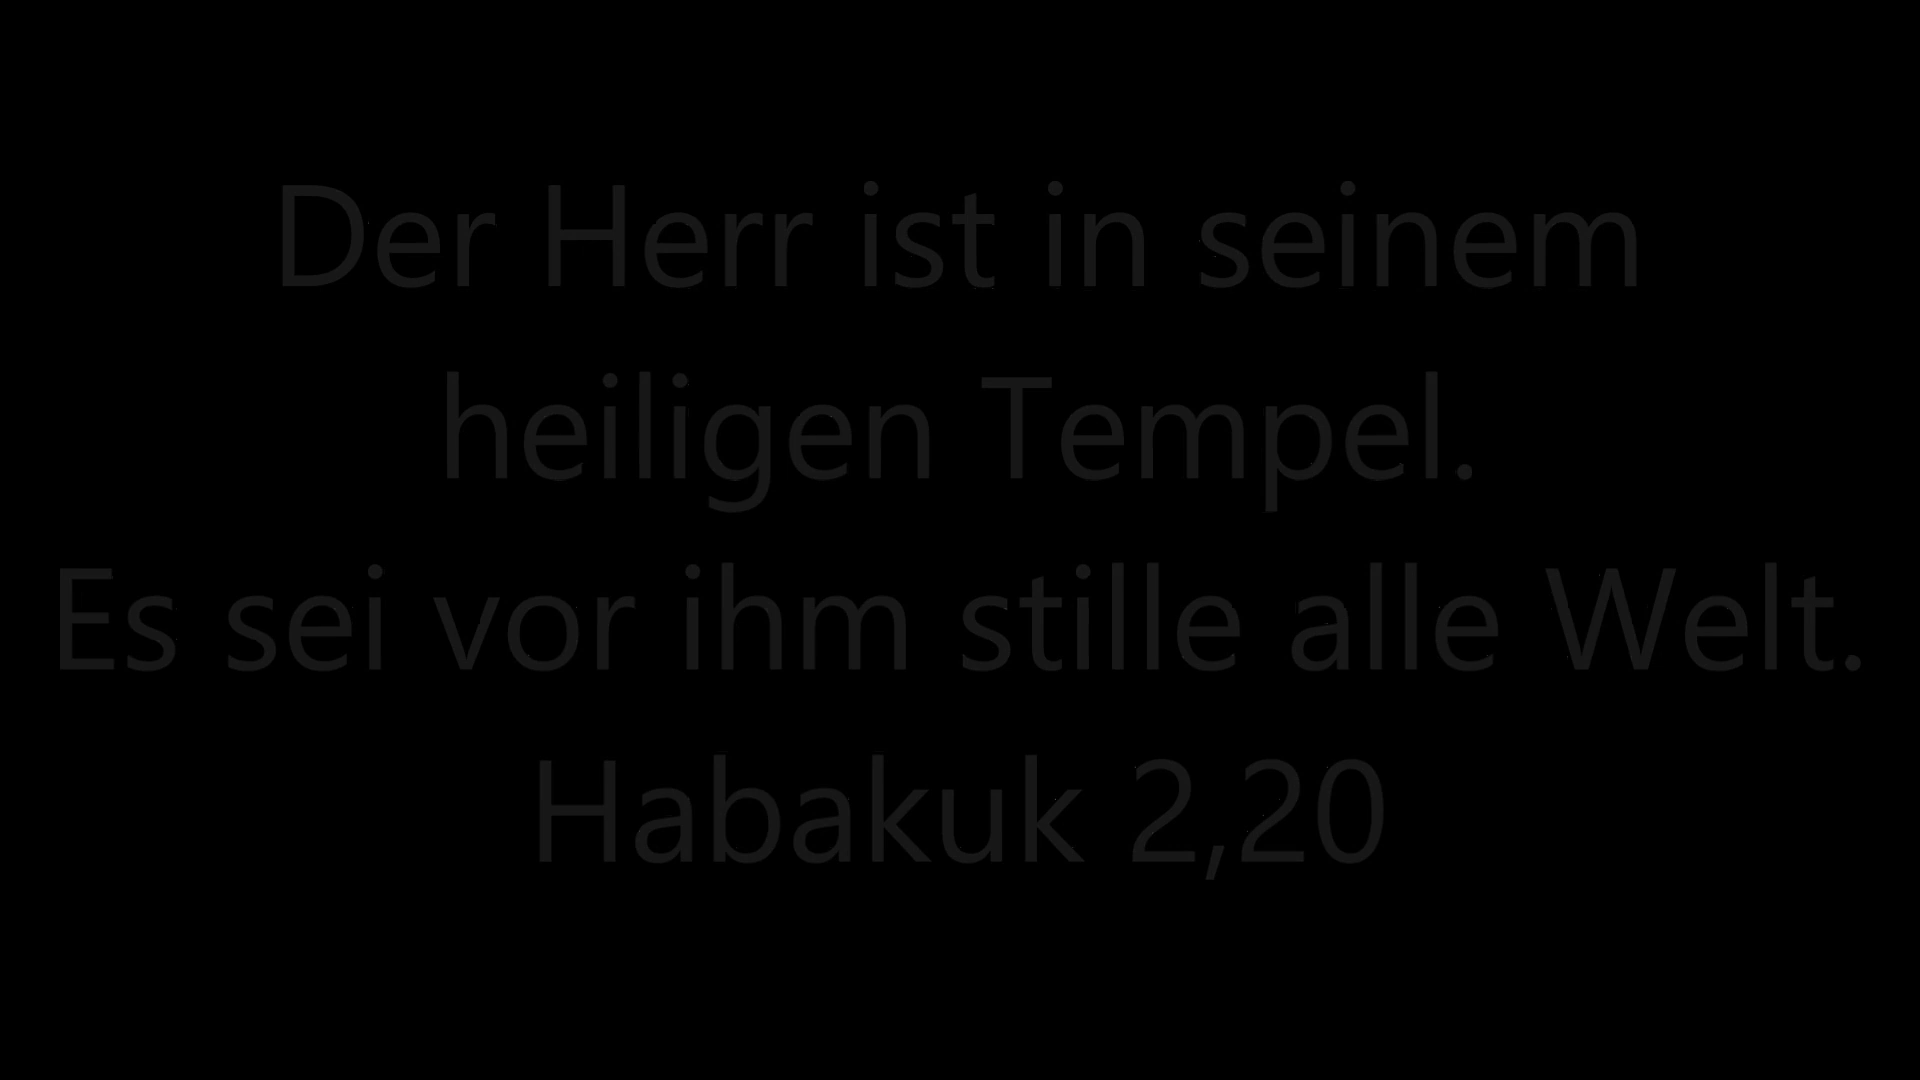 Der Herr ist in seinem
heiligen Tempel.
Es sei vor ihm stille alle Welt.
Habakuk 2,20